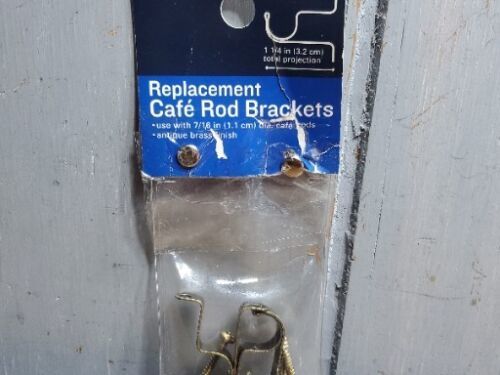 1 1/4 in (3.2 cm)
total projection
Replacement
Café Rod Brackets
•use with 7/16 in (1.1 cm) dia. café rods
•antique brass finish